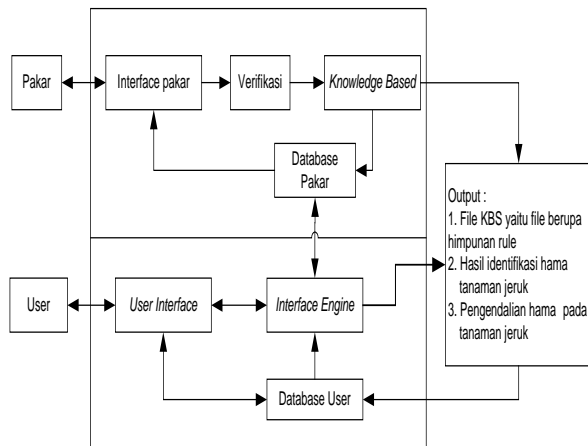 Pakar
Interface pakar
Verifikasi
Knowledge Based
Database
Pakar
Output :
1. File KBS yaitu file berupa
himpunan rule
2. Hasil identifikasi hama
tanaman jeruk
3. Pengendalian hama pada
tanaman jeruk
User
User Interface
Interface Engine
Database User